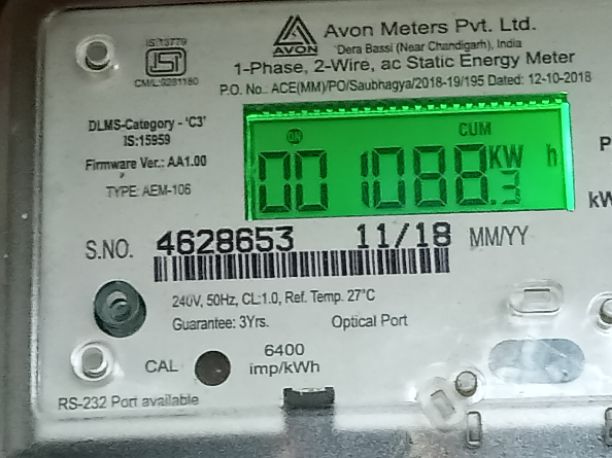 Avon Meters Pvt. Ltd.
AVON
Dera Bassi (Near Chandigarh), India
1-Phase, 2-Wire, ac Static Energy Meter
P.O. No.: ACE(MM)/PO/Saubhagya/2018-19/195 Dated: 12-10-2018
IS:13779
ISI
CM/L:9281180
DLMS-Category - 'C3'
IS:15959
Firmware Ver.: AA1.00
TYPE: AEM-106
ON CUM
001088.3 KW h
S.NO. 4628653 11/18 MM/YY
240V, 50Hz, CL:1.0, Ref. Temp. 27°C
Guarantee: 3Yrs. Optical Port
CAL 6400
imp/kWh
RS-232 Port available